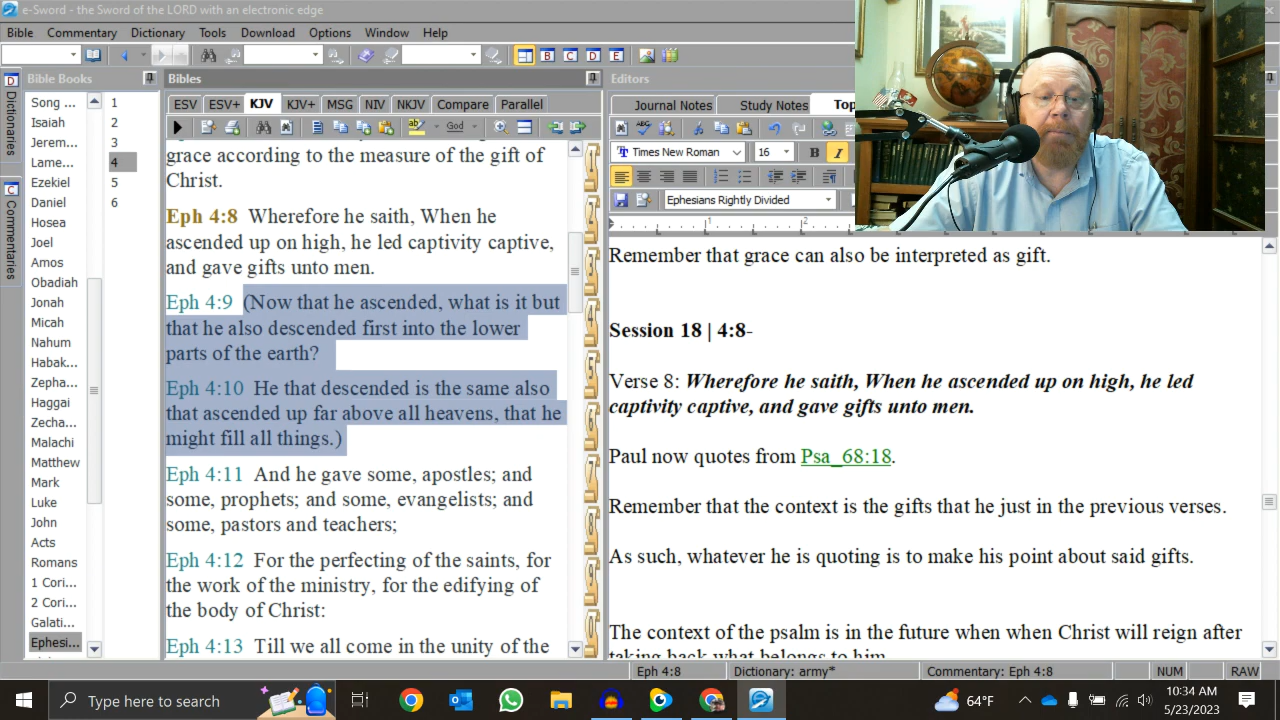 e-Sword - the Sword of the LORD with an electronic edge
Bible Commentary Dictionary Tools Download Options Window Help
B C D E
Dictionaries
Commentaries
Bible Books
Song ...
Isaiah
Jerem...
Lame...
Ezekiel
Daniel
Hosea
Joel
Amos
Obadiah
Jonah
Micah
Nahum
Habak...
Zepha...
Haggai
Zecha...
Malachi
Matthew
Mark
Luke
John
Acts
Romans
1 Cori...
2 Cori...
Galati...
Ephesi...
1
2
3
4
5
6
Bibles
ESV ESV+ KJV KJV+ MSG NIV NKJV Compare Parallel
God
grace according to the measure of the gift of
Christ.
Eph 4:8 Wherefore he saith, When he
ascended up on high, he led captivity captive,
and gave gifts unto men.
Eph 4:9 (Now that he ascended, what is it but
that he also descended first into the lower
parts of the earth?
Eph 4:10 He that descended is the same also
that ascended up far above all heavens, that he
might fill all things.)
Eph 4:11 And he gave some, apostles; and
some, prophets; and some, evangelists; and
some, pastors and teachers;
Eph 4:12 For the perfecting of the saints, for
the work of the ministry, for the edifying of
the body of Christ:
Eph 4:13 Till we all come in the unity of the
Editors
Journal Notes Study Notes Top
Times New Roman 16 B I
Ephesians Rightly Divided
1 2
Remember that grace can also be interpreted as gift.
Session 18 | 4:8-
Verse 8: Wherefore he saith, When he ascended up on high, he led
captivity captive, and gave gifts unto men.
Paul now quotes from Psa_68:18.
Remember that the context is the gifts that he just in the previous verses.
As such, whatever he is quoting is to make his point about said gifts.
The context of the psalm is in the future when when Christ will reign after
taking back what belongs to him
Eph 4:8 Dictionary: army* Commentary: Eph 4:8 NUM RAW
Type here to search
64°F
10:34 AM
5/23/2023